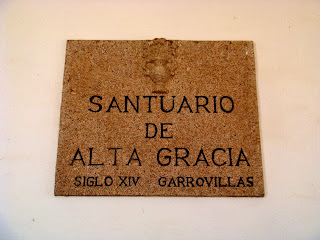 SANTUARIO
DE
ALTA GRACIA
SIGLO XIV GARROVILLAS